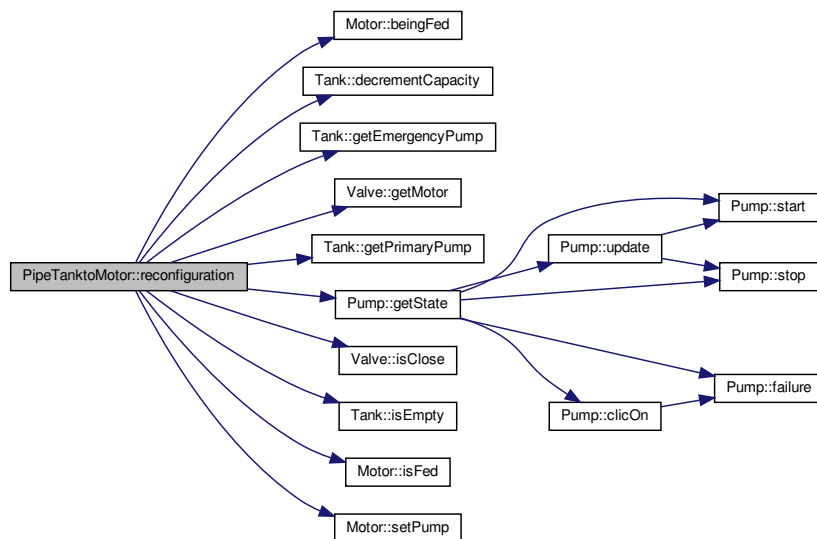 Motor::beingFed
Tank::decrementCapacity
Tank::getEmergencyPump
Valve::getMotor
Tank::getPrimaryPump
PipeTanktoMotor::reconfiguration
Pump::getState
Valve::isClose
Tank::isEmpty
Motor::isFed
Motor::setPump
Pump::update
Pump::clicOn
Pump::start
Pump::stop
Pump::failure